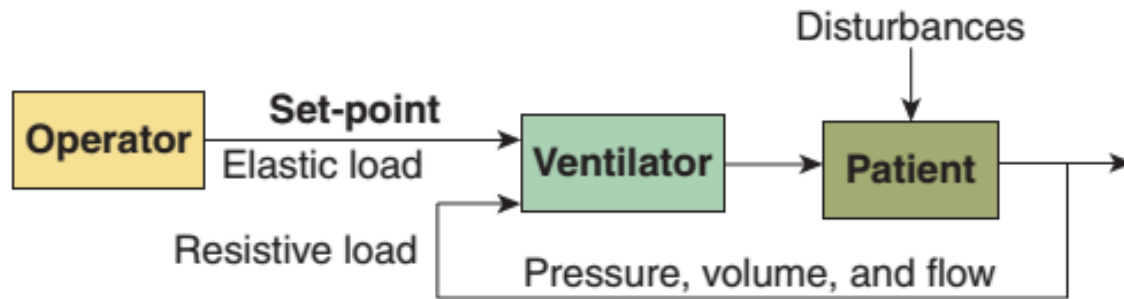 Disturbances
Operator
Set-point
Elastic load
Ventilator
Patient
Resistive load
Pressure, volume, and flow